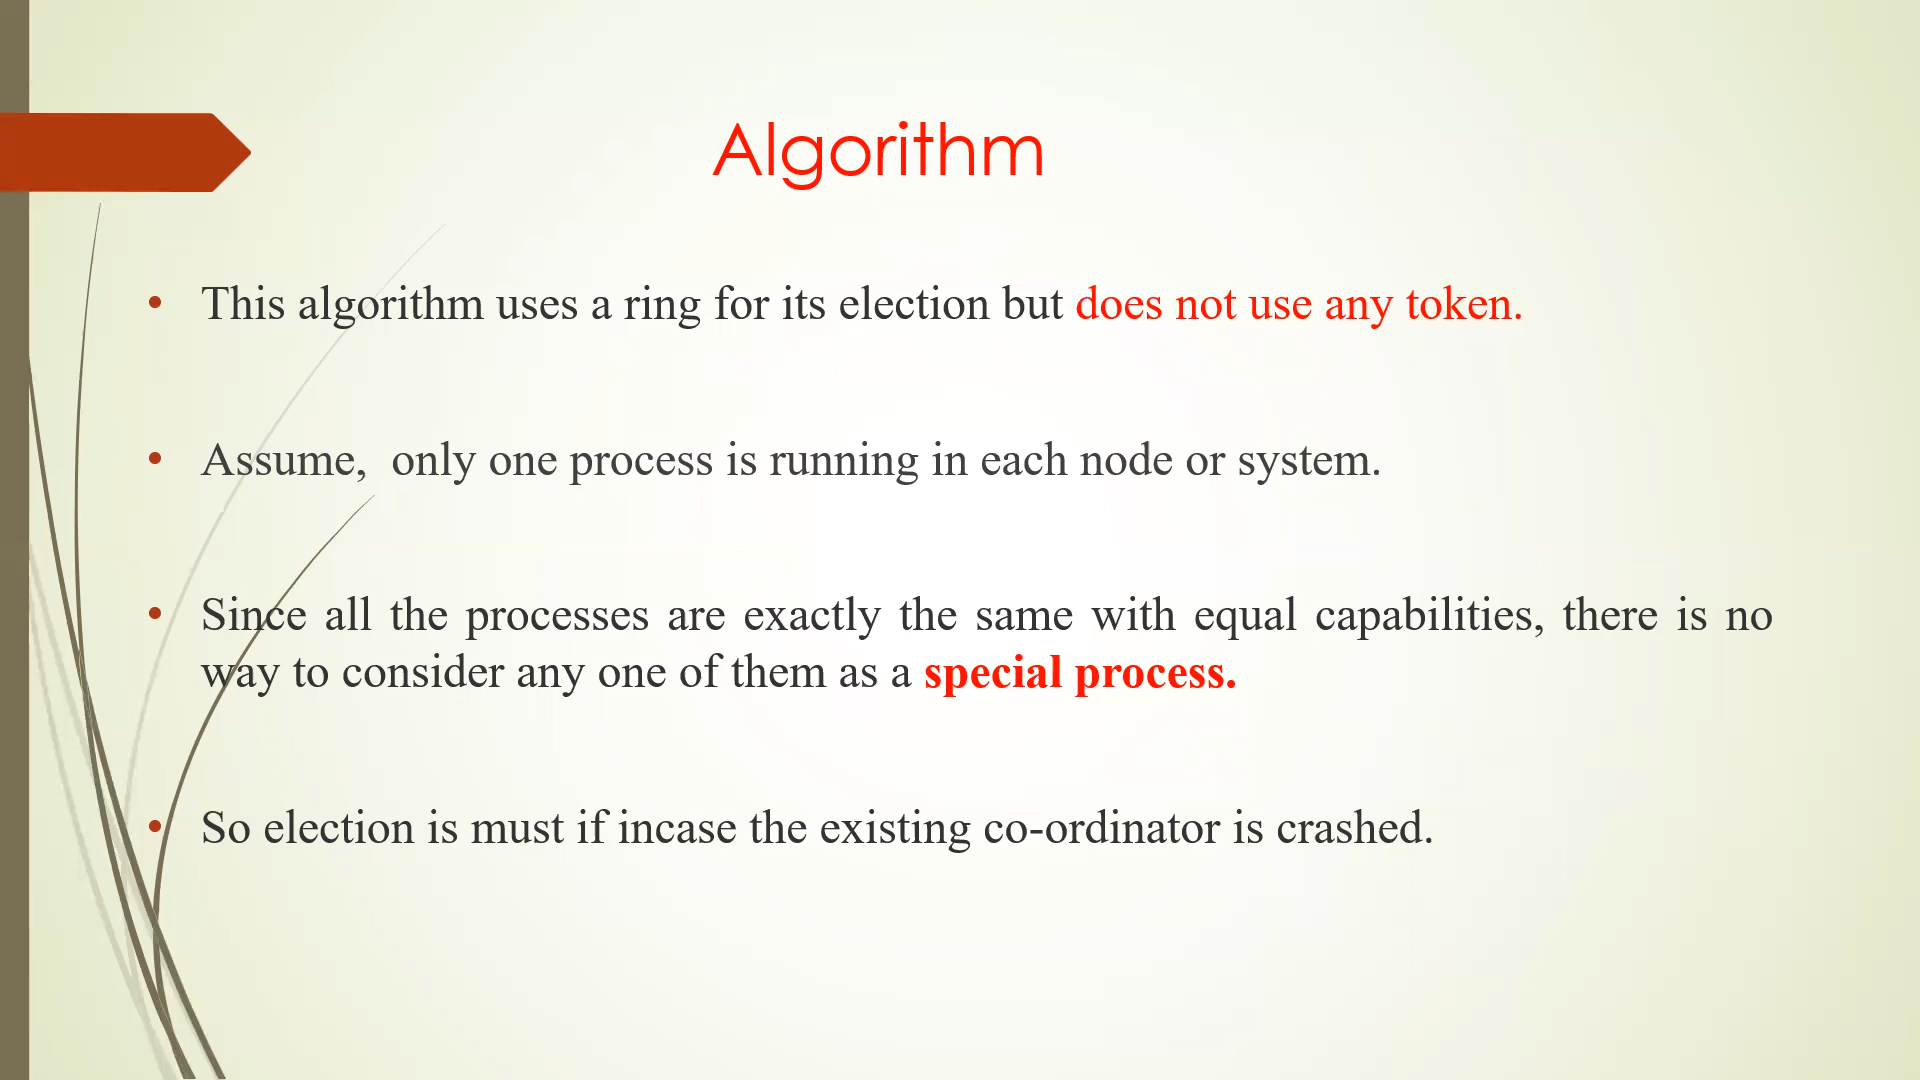 Algorithm
• This algorithm uses a ring for its election but does not use any token.
• Assume,  only one process is running in each node or system.
• Since all the processes are exactly the same with equal capabilities, there is no
way to consider any one of them as a special process.
• So election is must if incase the existing co-ordinator is crashed.